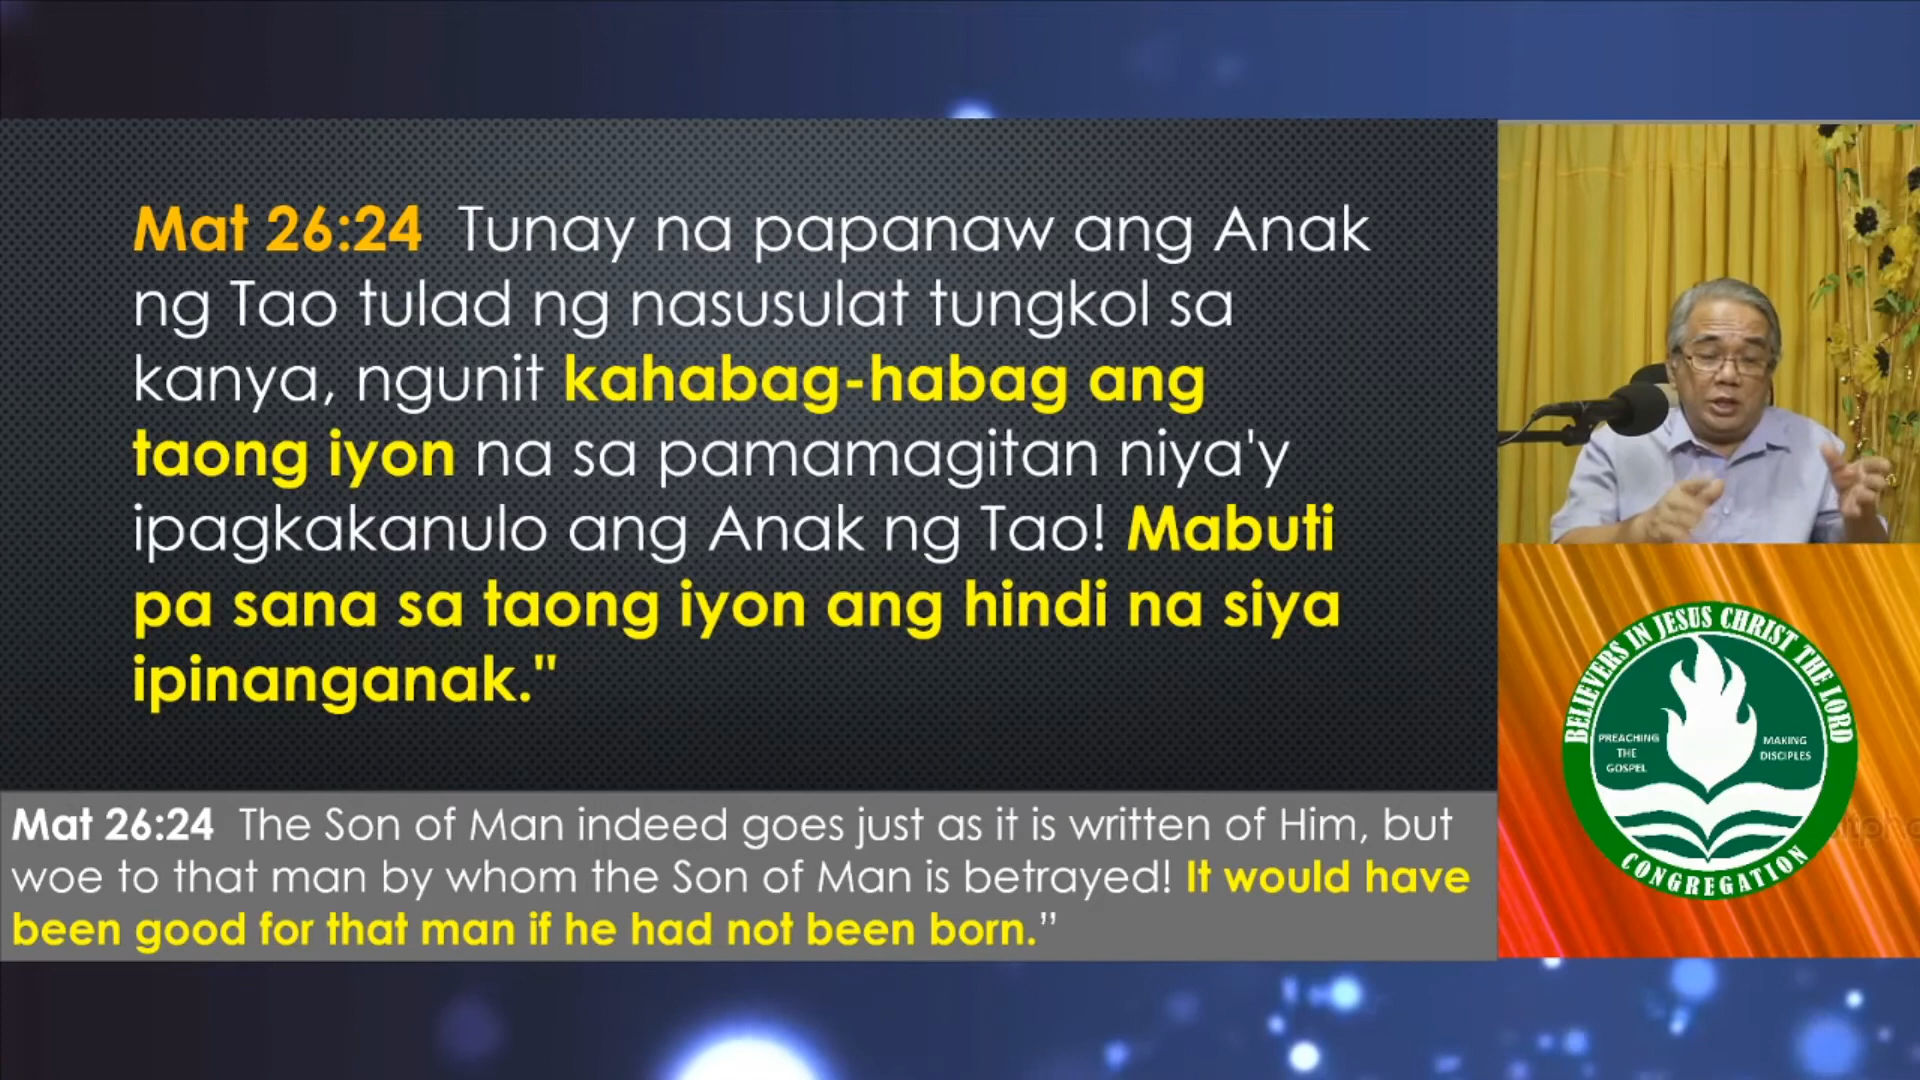 Mat 26:24 Tunay na papanaw ang Anak
ng Tao tulad ng nasusulat tungkol sa
kanya, ngunit kahabag-habag ang
taong iyon na sa pamamagitan niya'y
ipagkakanulo ang Anak ng Tao! Mabuti
pa sana sa taong iyon ang hindi na siya
ipinanganak."
Mat 26:24 The Son of Man indeed goes just as it is written of Him, but
woe to that man by whom the Son of Man is betrayed! It would have
been good for that man if he had not been born.”
BELIEVERS IN JESUS CHRIST THE LORD
PREACHING
THE
GOSPEL
MAKING
DISCIPLES
CONGREGATION